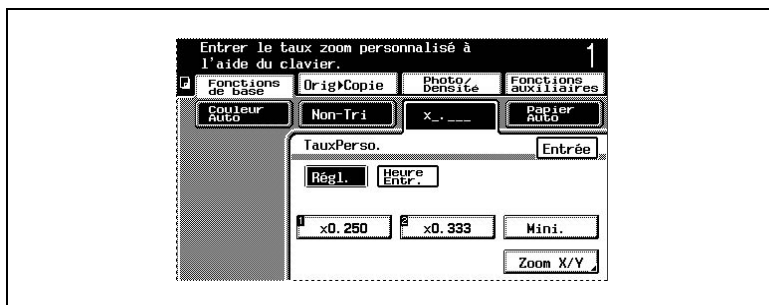 Entrer le taux zoom personnalisé à
l'aide du clavier.
1
Fonctions
de base
Orig▸Copie
Photo/
Densité
Fonctions
auxiliaires
Couleur
Auto
Non-Tri
x_.___
Papier
Auto
TauxPerso.
Entrée
Régl.
Heure
Entr.
1
x0.250
2
x0.333
Mini.
Zoom X/Y